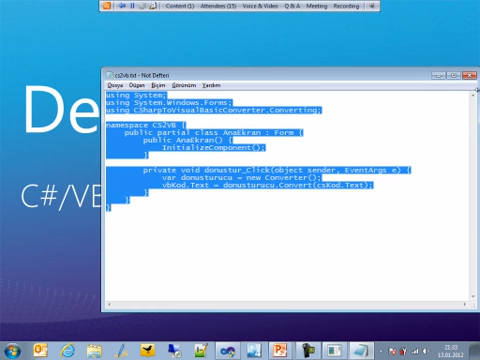 Content (1) Attendees (15) Voice & Video Q & A Meeting Recording
De
C#/VB
cs2vb.txt - Not Defteri
Dosya Düzen Biçim Görünüm Yardım
using System;
using System.Windows.Forms;
using CSharpToVisualBasicConverter.Converting;
namespace CS2VB {
public partial class AnaEkran : Form {
public AnaEkran() {
InitializeComponent();
}
private void donustur_Click(object sender, EventArgs e) {
var donusturucu = new Converter();
vbKod.Text = donusturucu.Convert(csKod.Text);
}
}
}
21:33
13.01.2012